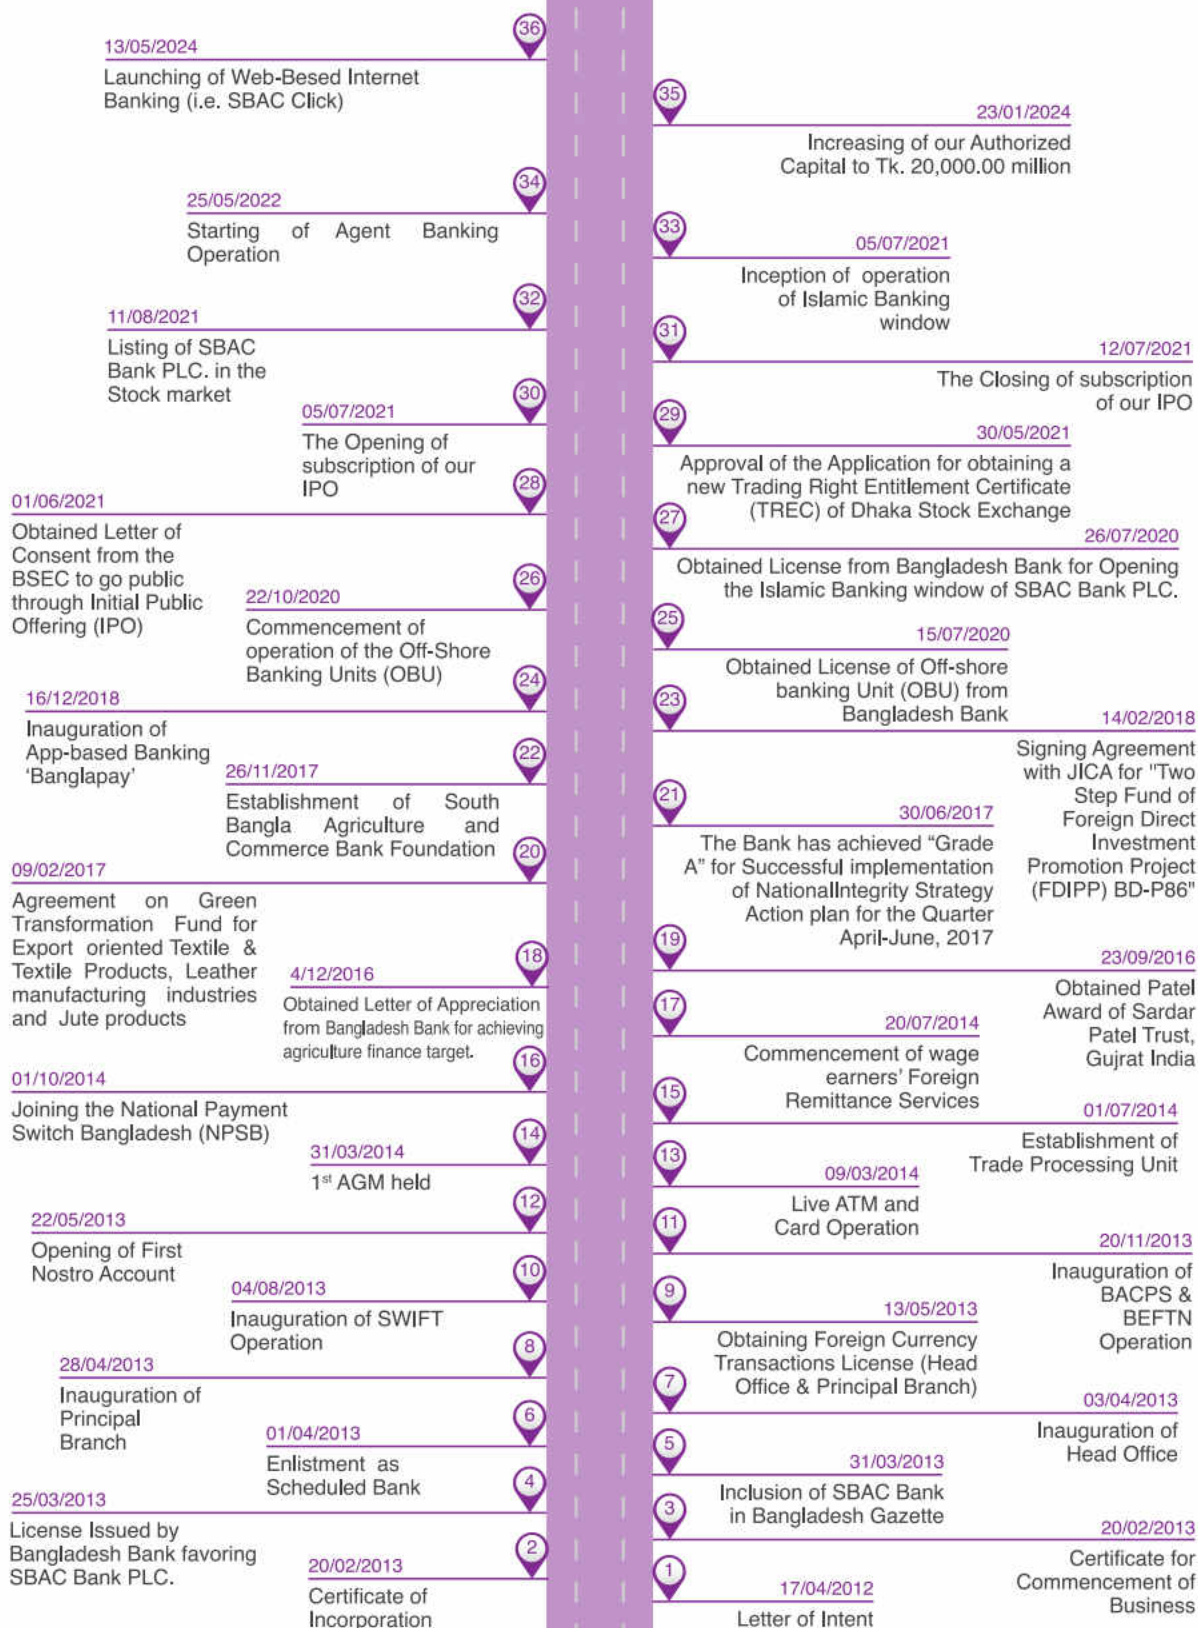 36
13/05/2024
Launching of Web-Besed Internet
Banking (i.e. SBAC Click)
35
23/01/2024
Increasing of our Authorized
Capital to Tk. 20,000.00 million
34
25/05/2022
Starting of Agent Banking
Operation
33
05/07/2021
Inception of operation
of Islamic Banking
window
32
11/08/2021
Listing of SBAC
Bank PLC. in the
Stock market
31
12/07/2021
The Closing of subscription
of our IPO
30
05/07/2021
The Opening of
subscription of our
IPO
29
30/05/2021
Approval of the Application for obtaining a
new Trading Right Entitlement Certificate
(TREC) of Dhaka Stock Exchange
28
01/06/2021
Obtained Letter of
Consent from the
BSEC to go public
through Initial Public
Offering (IPO)
27
26/07/2020
Obtained License from Bangladesh Bank for Opening
the Islamic Banking window of SBAC Bank PLC.
26
22/10/2020
Commencement of
operation of the Off-Shore
Banking Units (OBU)
25
15/07/2020
Obtained License of Off-shore
banking Unit (OBU) from
Bangladesh Bank
24
16/12/2018
Inauguration of
App-based Banking
‘Banglapay’
23
14/02/2018
Signing Agreement
with JICA for "Two
Step Fund of
Foreign Direct
Investment
Promotion Project
(FDIPP) BD-P86"
22
26/11/2017
Establishment of South
Bangla Agriculture and
Commerce Bank Foundation
21
30/06/2017
The Bank has achieved “Grade
A” for Successful implementation
of NationalIntegrity Strategy
Action plan for the Quarter
April-June, 2017
20
09/02/2017
Agreement on Green
Transformation Fund for
Export oriented Textile &
Textile Products, Leather
manufacturing industries
and Jute products
19
23/09/2016
Obtained Patel
Award of Sardar
Patel Trust,
Gujrat India
18
4/12/2016
Obtained Letter of Appreciation
from Bangladesh Bank for achieving
agriculture finance target.
17
20/07/2014
Commencement of wage
earners’ Foreign
Remittance Services
16
01/10/2014
Joining the National Payment
Switch Bangladesh (NPSB)
15
01/07/2014
Establishment of
Trade Processing Unit
14
31/03/2014
1st AGM held
13
09/03/2014
Live ATM and
Card Operation
12
22/05/2013
Opening of First
Nostro Account
11
20/11/2013
Inauguration of
BACPS &
BEFTN
Operation
10
04/08/2013
Inauguration of SWIFT
Operation
9
13/05/2013
Obtaining Foreign Currency
Transactions License (Head
Office & Principal Branch)
8
28/04/2013
Inauguration of
Principal
Branch
7
03/04/2013
Inauguration of
Head Office
6
01/04/2013
Enlistment as
Scheduled Bank
5
31/03/2013
Inclusion of SBAC Bank
in Bangladesh Gazette
4
25/03/2013
License Issued by
Bangladesh Bank favoring
SBAC Bank PLC.
3
20/02/2013
Certificate for
Commencement of
Business
2
20/02/2013
Certificate of
Incorporation
1
17/04/2012
Letter of Intent